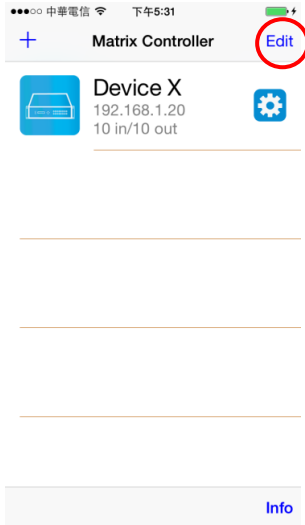 中華電信 下午5:31
+ Matrix Controller Edit
Device X
192.168.1.20
10 in/10 out
Info